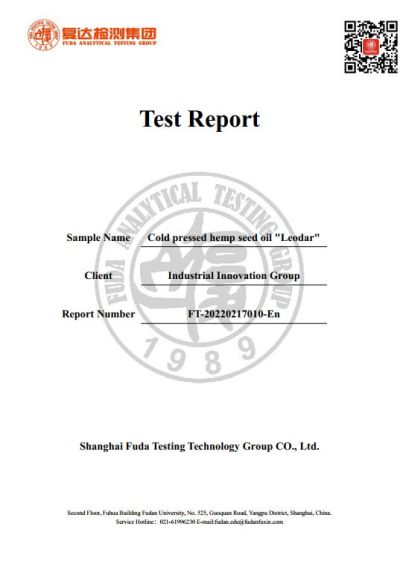 复达检测集团
FUDA ANALYTICAL TESTING GROUP
1989
Test Report
FUDA ANALYTICAL TESTING GROUP
Sample Name Cold pressed hemp seed oil "Leodar"
Client Industrial Innovation Group
Report Number FT-20220217010-En
1989
Shanghai Fuda Testing Technology Group CO., Ltd.
Second Floor, Fuhua Building Fudan University, No. 525, Guoquan Road, Yangpu District, Shanghai, China.
Service Hotline：021-61996230 E-mail:fudan.edu@fudanfaxin.com